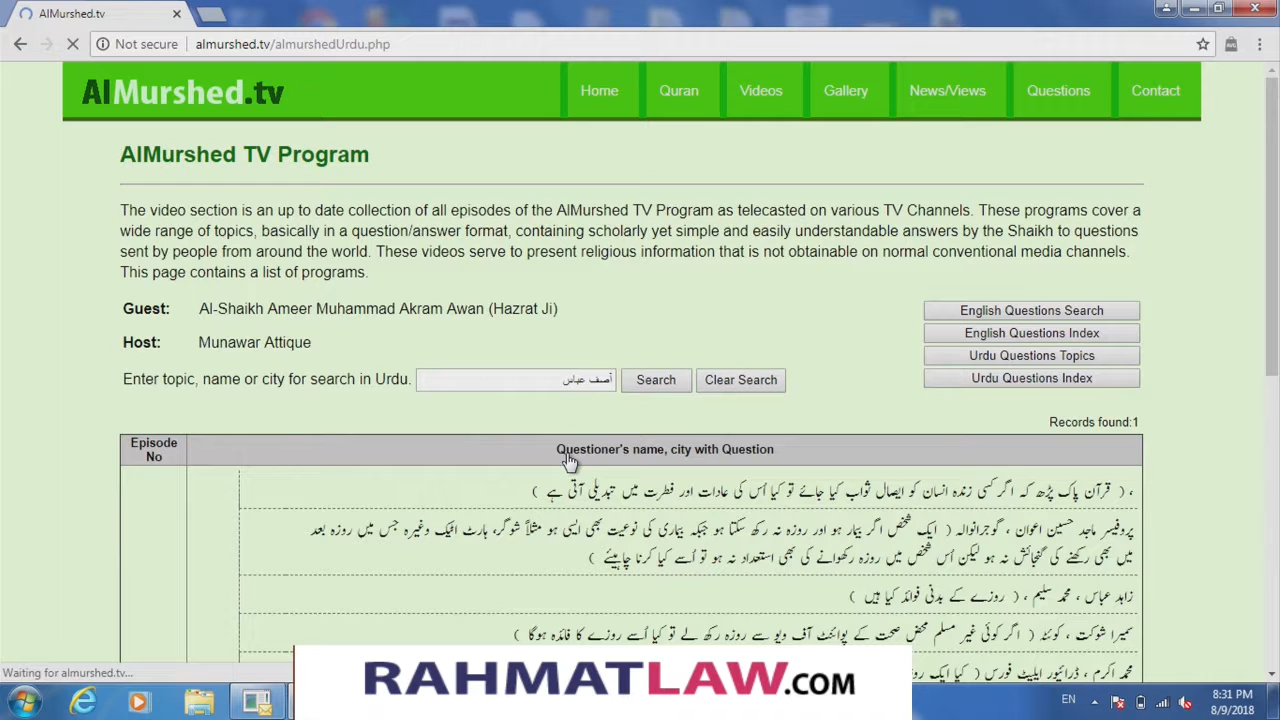 AlMurshed.tv
Not secure
almurshed.tv/almurshedUrdu.php
AlMurshed.tv
Home
Quran
Videos
Gallery
News/Views
Questions
Contact
AlMurshed TV Program
The video section is an up to date collection of all episodes of the AlMurshed TV Program as telecasted on various TV Channels. These programs cover a
wide range of topics, basically in a question/answer format, containing scholarly yet simple and easily understandable answers by the Shaikh to questions
sent by people from around the world. These videos serve to present religious information that is not obtainable on normal conventional media channels.
This page contains a list of programs.
Guest: Al-Shaikh Ameer Muhammad Akram Awan (Hazrat Ji)
Host: Munawar Attique
English Questions Search
English Questions Index
Urdu Questions Topics
Urdu Questions Index
Enter topic, name or city for search in Urdu.
آصف عباس
Search
Clear Search
Records found:1
Episode
No
Questioner's name, city with Question
، ( قرآن پاک پڑھ کہ اگر کسی زندہ انسان کو ایصال ثواب کیا جائے تو کیا اُس کی عادات اور فطرت میں تبدیلی آتی ہے )
پروفیسر ماجد حسین اعوان ، گوجرانوالہ ( ایک شخص اگر بیمار ہو اور روزہ نہ رکھ سکتا ہو جبکہ بیماری کی نوعیت بھی ایسی ہو مثلاً شوگر، ہارٹ اٹیک وغیرہ جس میں روزہ بعد
میں بھی رکھنے کی گنجائش نہ ہو لیکن اُس شخص میں روزہ رکھوانے کی بھی استعداد نہ ہو تو اُسے کیا کرنا چاہیئے )
زاہد عباس ، محمد سلیم ، ( روزے کے بدنی فوائد کیا ہیں )
سمیرا شوکت ، کوئٹہ ( اگر کوئی غیر مسلم محض صحت کے پوائنٹ آف ویو سے روزہ رکھ لے تو کیا اُسے روزے کا فائدہ ہوگا )
محمد اکرم ، ڈرائیور ایلیٹ فورس ( کیا ایک
Waiting for almurshed.tv...
RAHMATLAW.COM
EN
8:31 PM
8/9/2018